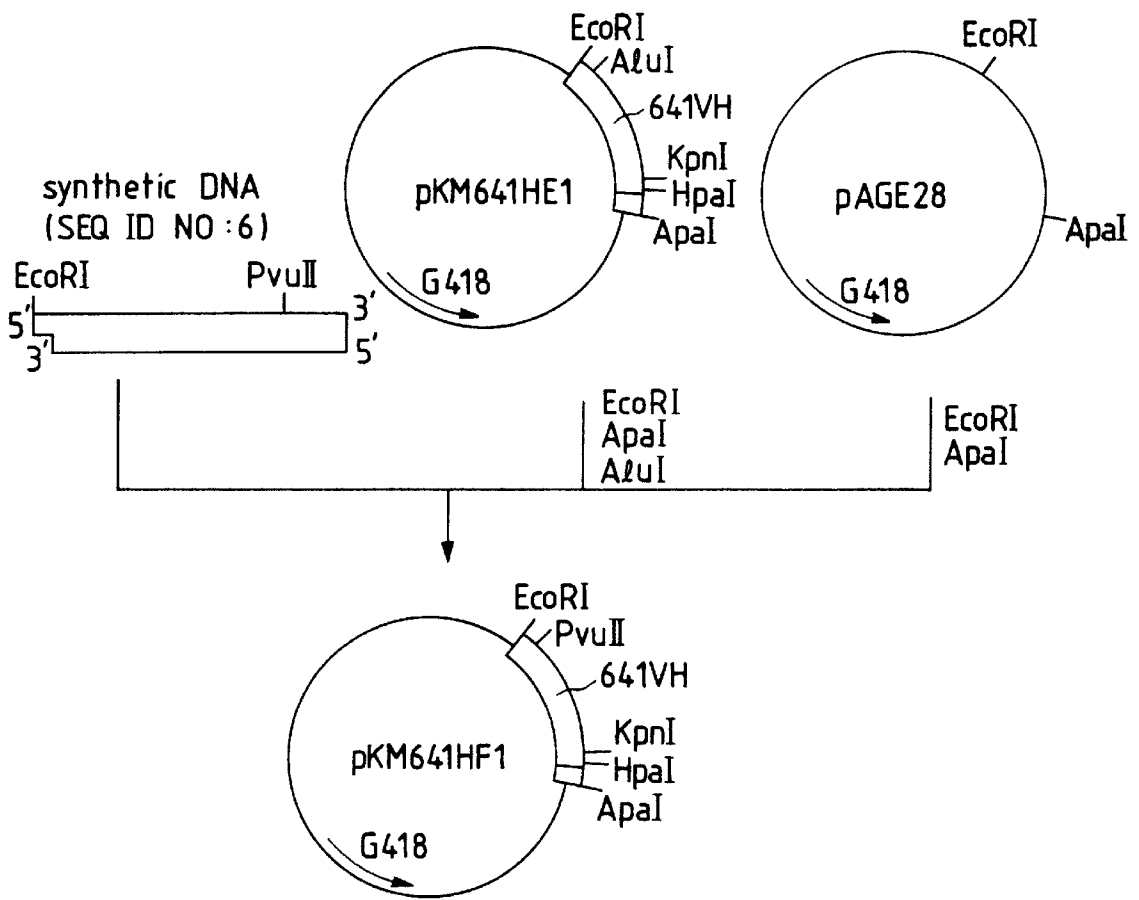 synthetic DNA
(SEQ ID NO:6)
EcoRI
PvuII
5'
3'
3'
5'
EcoRI
AluI
641VH
KpnI
HpaI
ApaI
pKM641HE1
G418
EcoRI
pAGE28
ApaI
G418
EcoRI
ApaI
AluI
EcoRI
ApaI
EcoRI
PvuII
641VH
KpnI
HpaI
ApaI
pKM641HF1
G418